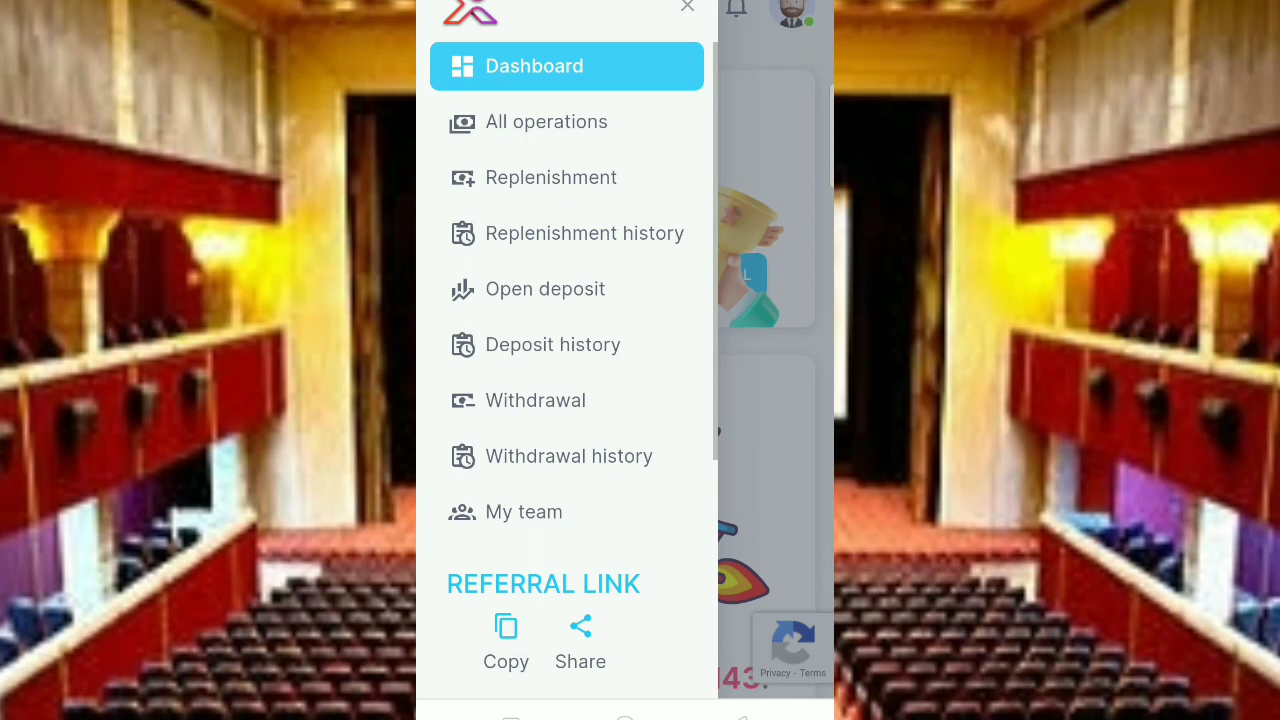 Dashboard
All operations
Replenishment
Replenishment history
Open deposit
Deposit history
Withdrawal
Withdrawal history
My team
REFERRAL LINK
Copy
Share
L
Privacy - Terms
143.